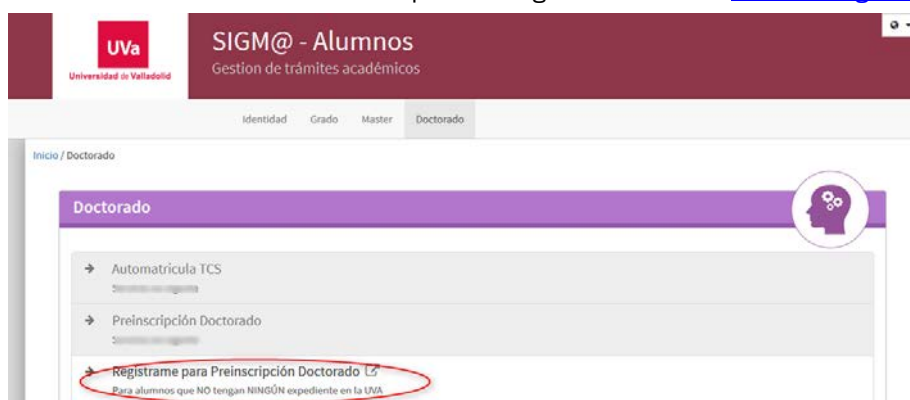 UVa
Universidad de Valladolid
SIGM@ - Alumnos
Gestion de trámites académicos
Identidad Grado Master Doctorado
Inicio / Doctorado
Doctorado
Automatricula TCS
Preinscripción Doctorado
Registrame para Preinscripción Doctorado
Para alumnos que NO tengan NINGÚN expediente en la UVA